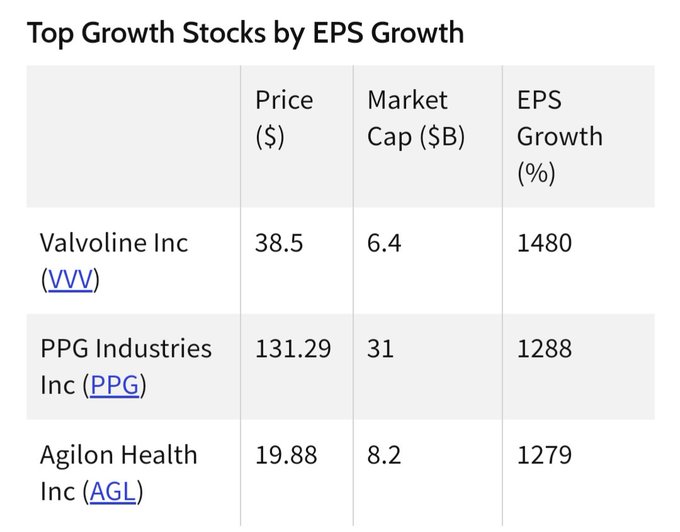 Top Growth Stocks by EPS Growth
Price ($) Market Cap ($B) EPS Growth (%)
Valvoline Inc (VVV) 38.5 6.4 1480
PPG Industries Inc (PPG) 131.29 31 1288
Agilon Health Inc (AGL) 19.88 8.2 1279